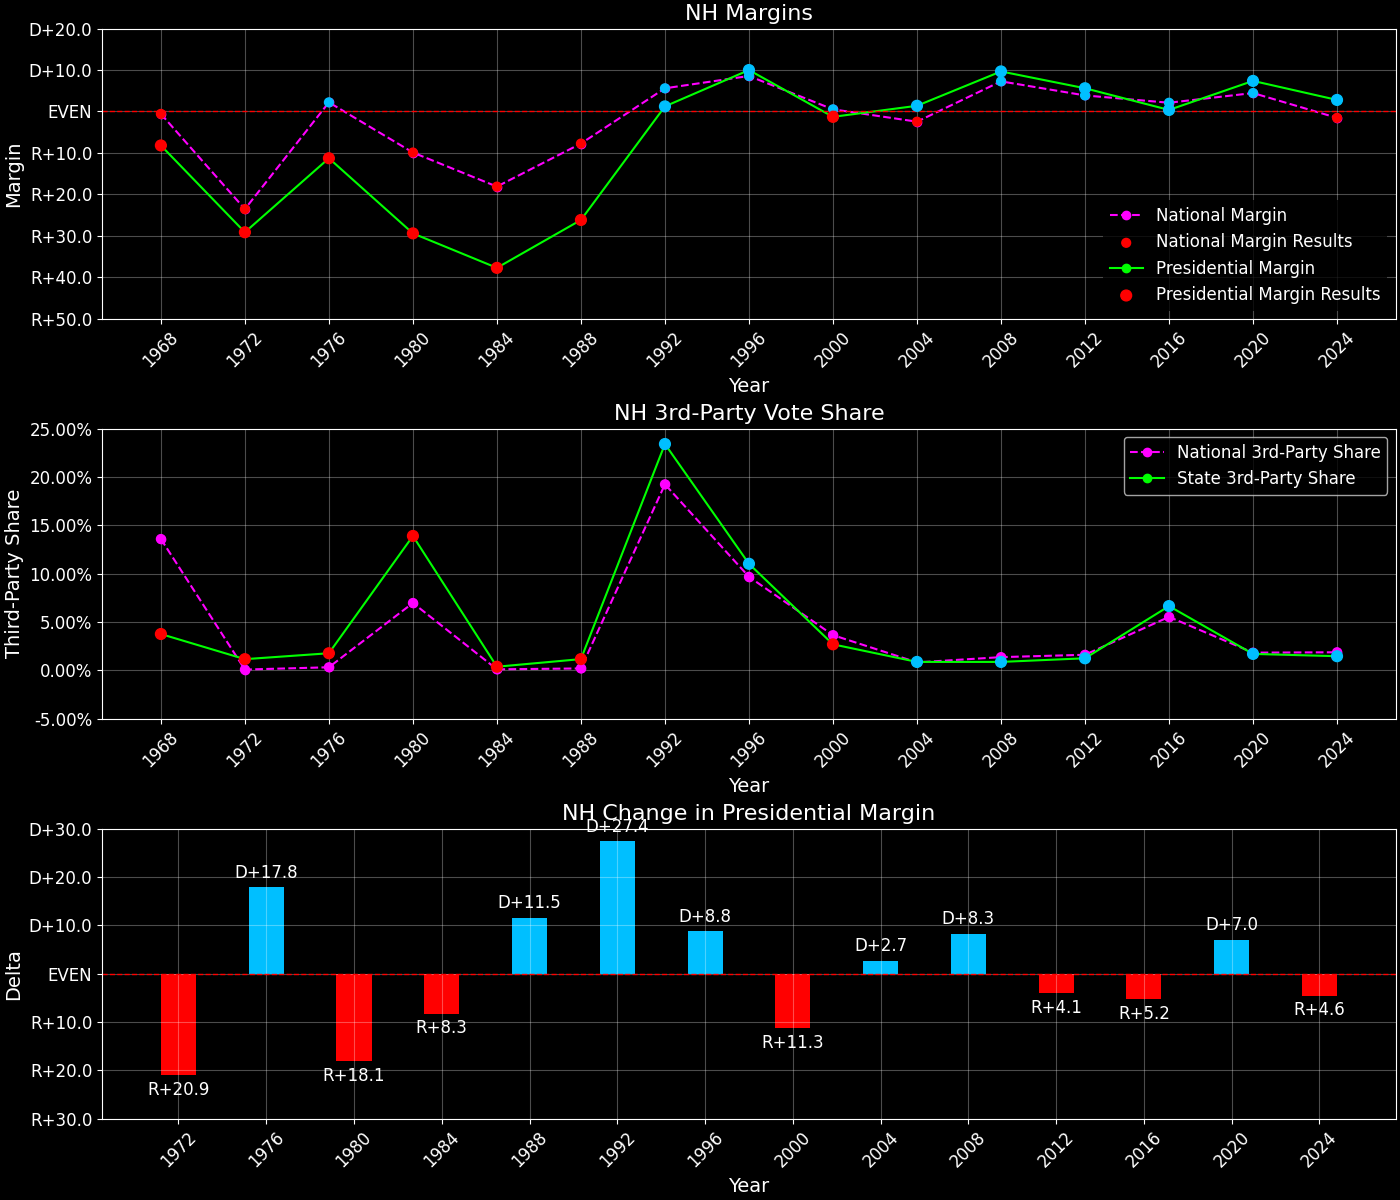 NH Margins
D+20.0
D+10.0
EVEN
R+10.0
R+20.0
R+30.0
R+40.0
R+50.0
Margin
National Margin
National Margin Results
Presidential Margin
Presidential Margin Results
1968 1972 1976 1980 1984 1988 1992 1996 2000 2004 2008 2012 2016 2020 2024
Year
NH 3rd-Party Vote Share
25.00%
20.00%
15.00%
10.00%
5.00%
0.00%
-5.00%
Third-Party Share
National 3rd-Party Share
State 3rd-Party Share
1968 1972 1976 1980 1984 1988 1992 1996 2000 2004 2008 2012 2016 2020 2024
Year
NH Change in Presidential Margin
D+30.0
D+20.0
D+10.0
EVEN
R+10.0
R+20.0
R+30.0
Delta
R+20.9
D+17.8
R+18.1
R+8.3
D+11.5
D+27.4
D+8.8
R+11.3
D+2.7
D+8.3
R+4.1
R+5.2
D+7.0
R+4.6
1972 1976 1980 1984 1988 1992 1996 2000 2004 2008 2012 2016 2020 2024
Year